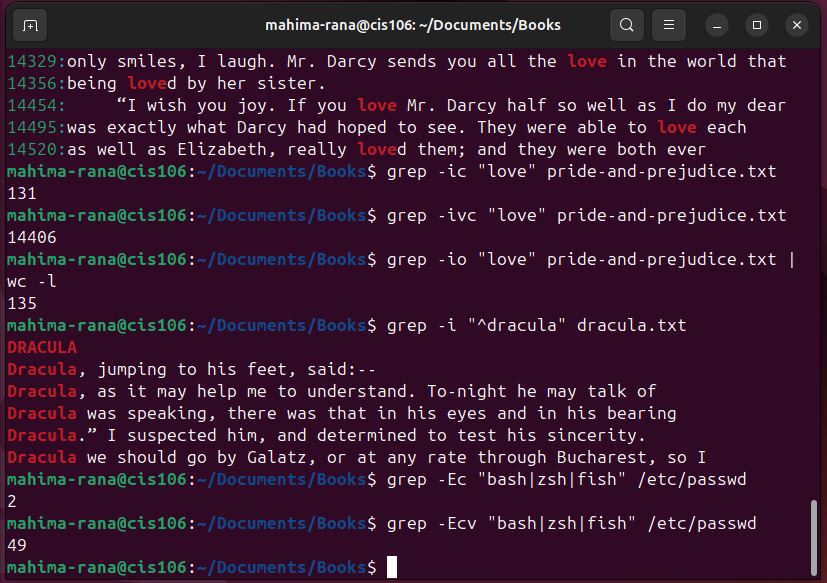 mahima-rana@cis106: ~/Documents/Books
14329:only smiles, I laugh. Mr. Darcy sends you all the love in the world that
14356:being loved by her sister.
14454:     “I wish you joy. If you love Mr. Darcy half so well as I do my dear
14495:was exactly what Darcy had hoped to see. They were able to love each
14520:as well as Elizabeth, really loved them; and they were both ever
mahima-rana@cis106:~/Documents/Books$ grep -ic "love" pride-and-prejudice.txt
131
mahima-rana@cis106:~/Documents/Books$ grep -ivc "love" pride-and-prejudice.txt
14406
mahima-rana@cis106:~/Documents/Books$ grep -io "love" pride-and-prejudice.txt |
wc -l
135
mahima-rana@cis106:~/Documents/Books$ grep -i "^dracula" dracula.txt
DRACULA
Dracula, jumping to his feet, said:--
Dracula, as it may help me to understand. To-night he may talk of
Dracula was speaking, there was that in his eyes and in his bearing
Dracula.” I suspected him, and determined to test his sincerity.
Dracula we should go by Galatz, or at any rate through Bucharest, so I
mahima-rana@cis106:~/Documents/Books$ grep -Ec "bash|zsh|fish" /etc/passwd
2
mahima-rana@cis106:~/Documents/Books$ grep -Ecv "bash|zsh|fish" /etc/passwd
49
mahima-rana@cis106:~/Documents/Books$